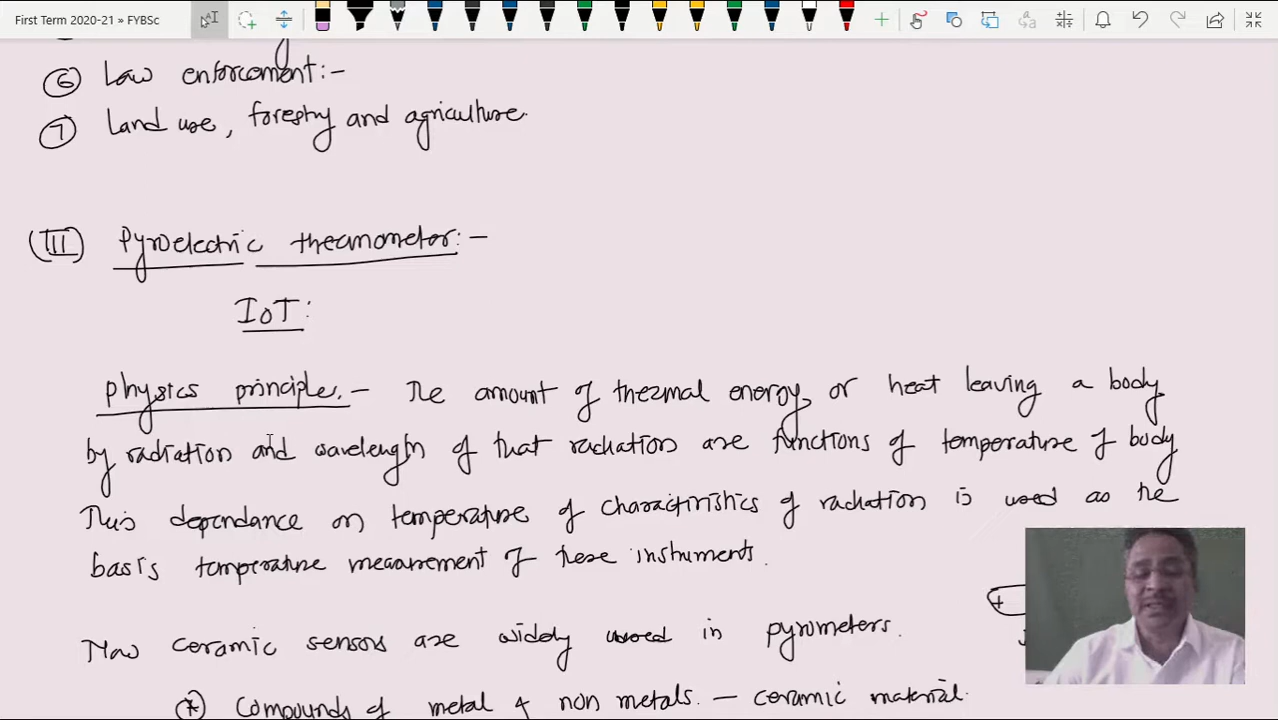 First Term 2020-21 » FYBSc
⑥ Law enforcement:-
⑦ Land use, forestry and agriculture.
(III) Pyroelectric thermometer:-
IoT:
physics principle.- The amount of thermal energy, or heat leaving a body
by radiation and wavelength of that radiation are functions of temperature of body
This dependance on temperature of charactiristics of radiation is used as the
basis temperature measurement of these instruments.
Now ceramic sensors are widely used in pyrometers.
(*) Compounds of metal & non metals. - ceramic material.